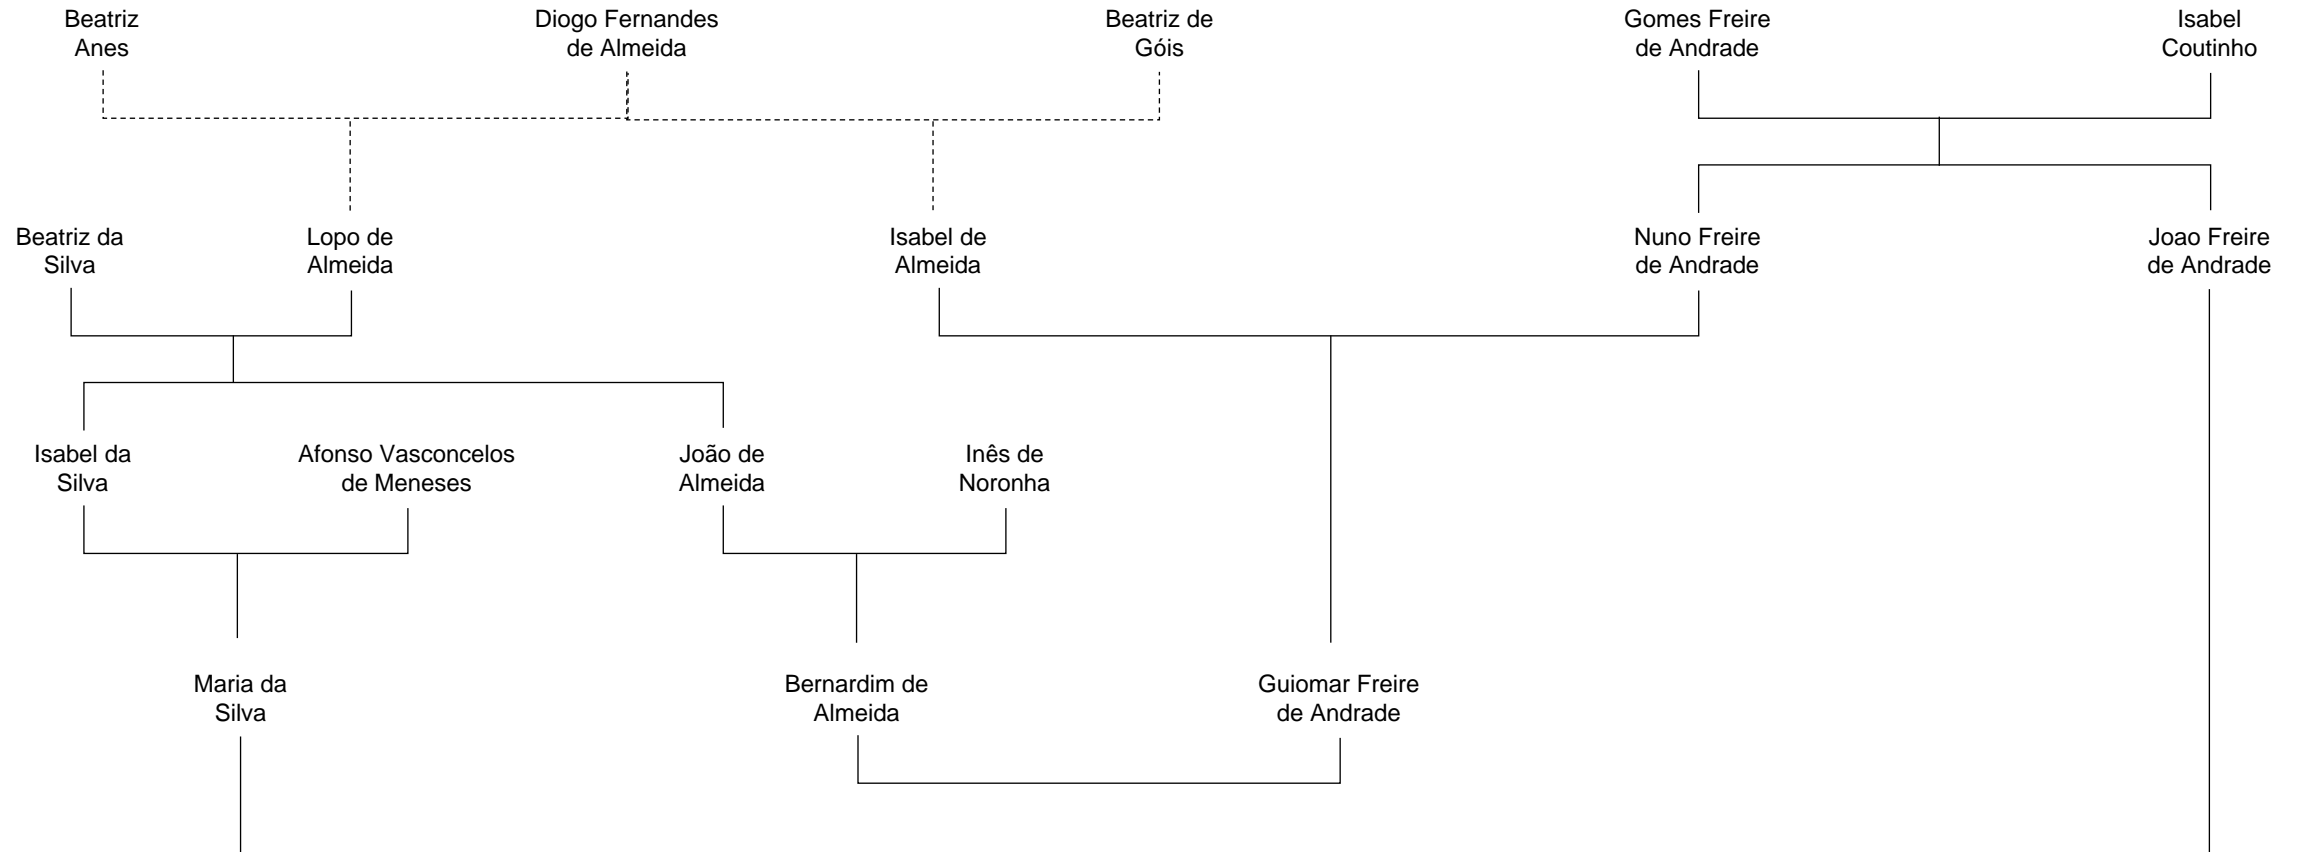 Beatriz
Anes
Diogo Fernandes
de Almeida
Beatriz de
Góis
Gomes Freire
de Andrade
Isabel
Coutinho
Beatriz da
Silva
Lopo de
Almeida
Isabel de
Almeida
Nuno Freire
de Andrade
Joao Freire
de Andrade
Isabel da
Silva
Afonso Vasconcelos
de Meneses
João de
Almeida
Inês de
Noronha
Maria da
Silva
Bernardim de
Almeida
Guiomar Freire
de Andrade